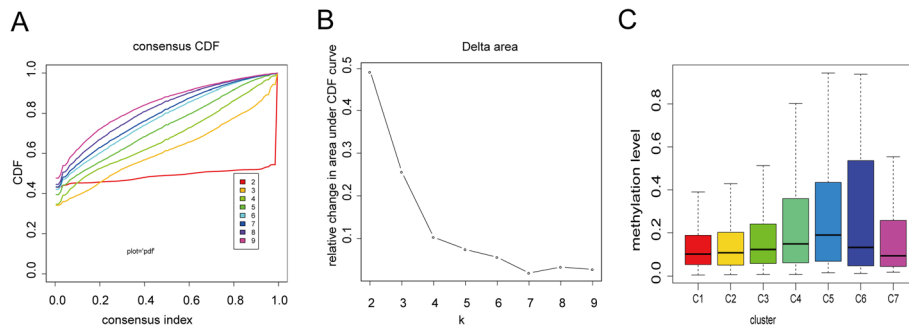 A
consensus CDF
CDF
1.0
0.8
0.6
0.4
0.2
0.0
2
3
4
5
6
7
8
9
plot='pdf'
0.0 0.2 0.4 0.6 0.8 1.0
consensus index
B
Delta area
relative change in area under CDF curve
0.5
0.4
0.3
0.2
0.1
2 3 4 5 6 7 8 9
k
C
methylation level
0.8
0.6
0.4
0.2
0.0
C1 C2 C3 C4 C5 C6 C7
cluster